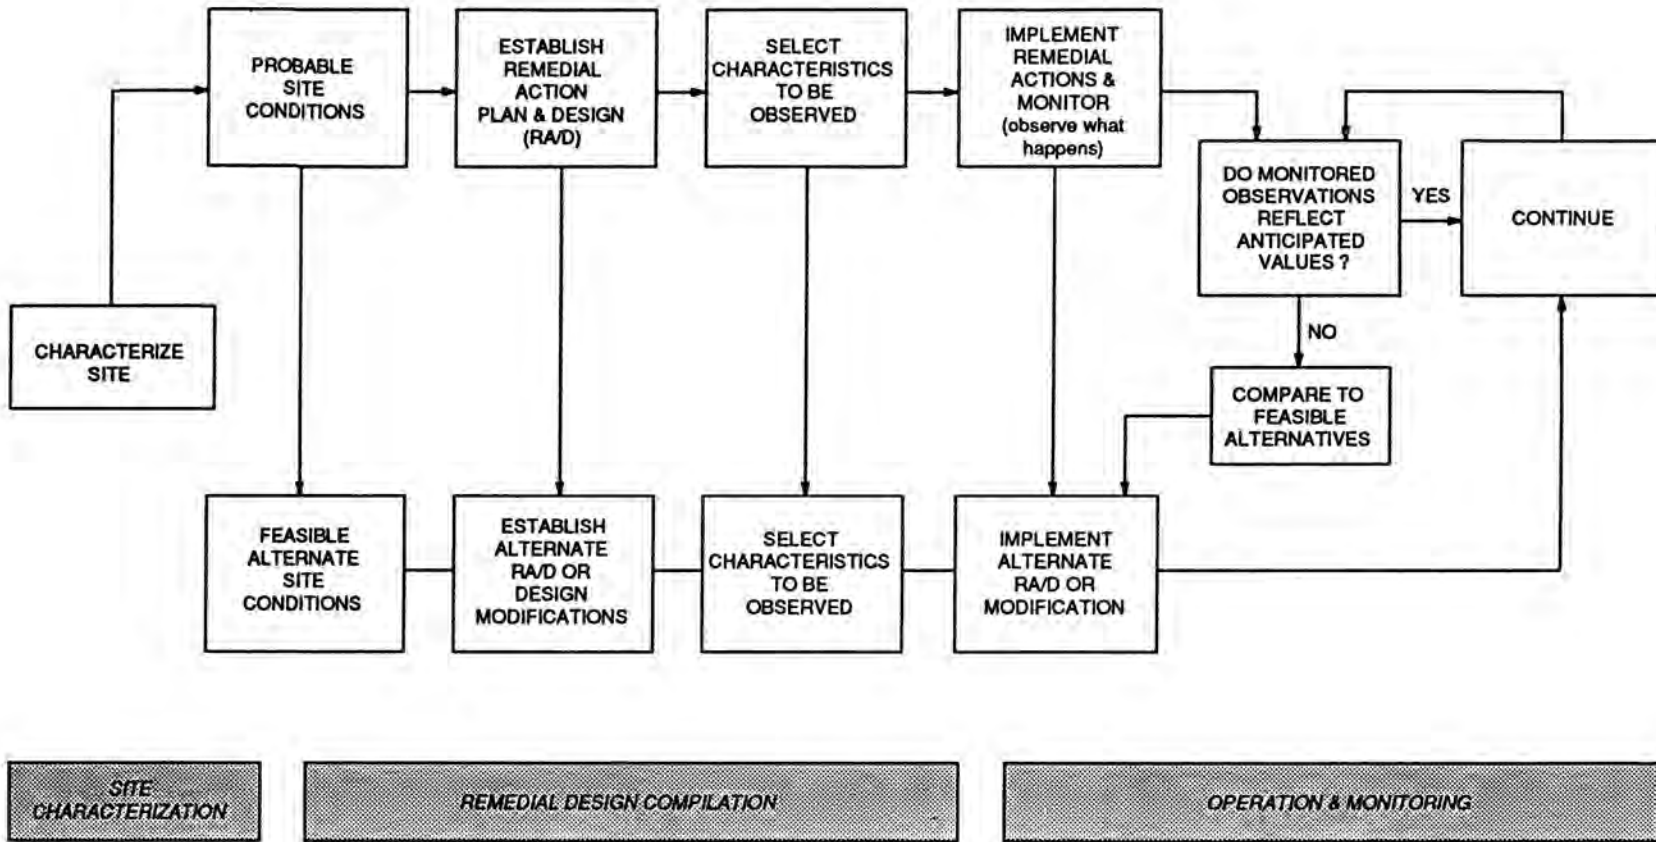 PROBABLE
SITE
CONDITIONS
ESTABLISH
REMEDIAL
ACTION
PLAN & DESIGN
(RA/D)
SELECT
CHARACTERISTICS
TO BE
OBSERVED
IMPLEMENT
REMEDIAL
ACTIONS &
MONITOR
(observe what
happens)
DO MONITORED
OBSERVATIONS
REFLECT
ANTICIPATED
VALUES ?
YES
CONTINUE
NO
CHARACTERIZE
SITE
COMPARE TO
FEASIBLE
ALTERNATIVES
FEASIBLE
ALTERNATE
SITE
CONDITIONS
ESTABLISH
ALTERNATE
RA/D OR
DESIGN
MODIFICATIONS
SELECT
CHARACTERISTICS
TO BE
OBSERVED
IMPLEMENT
ALTERNATE
RA/D OR
MODIFICATION
SITE
CHARACTERIZATION
REMEDIAL DESIGN COMPILATION
OPERATION & MONITORING